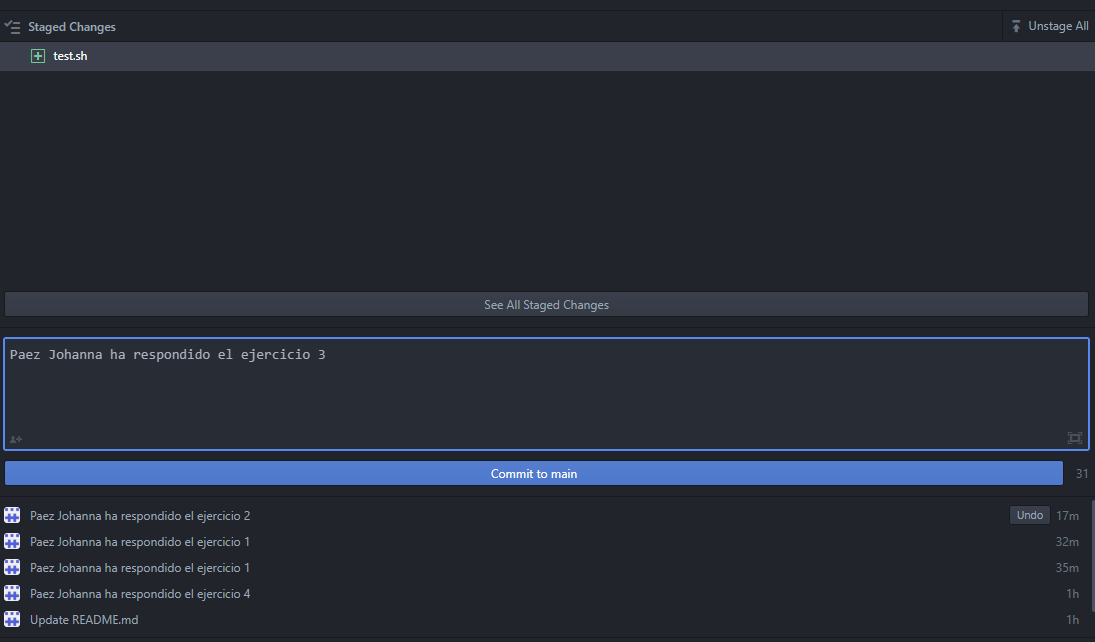 Staged Changes
Unstage All
test.sh
See All Staged Changes
Paez Johanna ha respondido el ejercicio 3
Commit to main
31
Paez Johanna ha respondido el ejercicio 2
Undo
17m
Paez Johanna ha respondido el ejercicio 1
32m
Paez Johanna ha respondido el ejercicio 1
35m
Paez Johanna ha respondido el ejercicio 4
1h
Update README.md
1h